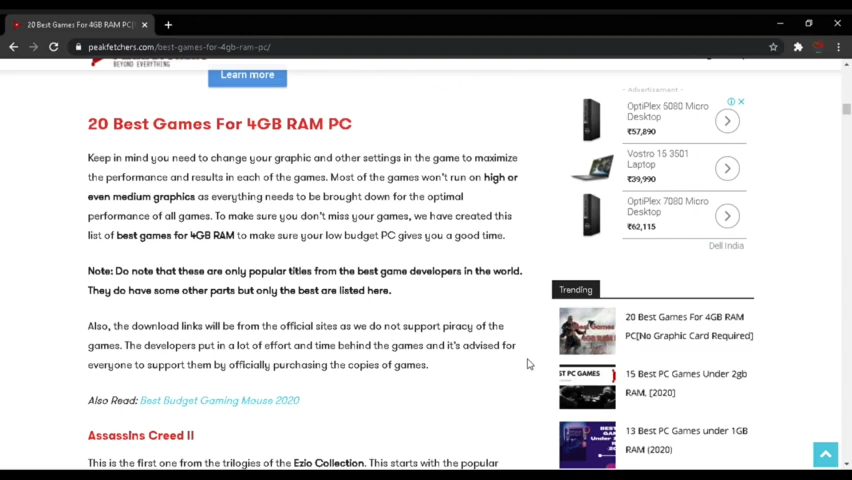 20 Best Games For 4GB RAM PC[
peakfetchers.com/best-games-for-4gb-ram-pc/
BEYOND EVERYTHING
Learn more
20 Best Games For 4GB RAM PC
Keep in mind you need to change your graphic and other settings in the game to maximize
the performance and results in each of the games. Most of the games won't run on high or
even medium graphics as everything needs to be brought down for the optimal
performance of all games. To make sure you don't miss your games, we have created this
list of best games for 4GB RAM to make sure your low budget PC gives you a good time.
Note: Do note that these are only popular titles from the best game developers in the world.
They do have some other parts but only the best are listed here.
Also, the download links will be from the official sites as we do not support piracy of the
games. The developers put in a lot of effort and time behind the games and it's advised for
everyone to support them by officially purchasing the copies of games.
Also Read: Best Budget Gaming Mouse 2020
Assassins Creed II
This is the first one from the trilogies of the Ezio Collection. This starts with the popular
- Advertisement -
OptiPlex 5080 Micro
Desktop
₹57,890
Vostro 15 3501
Laptop
₹39,990
OptiPlex 7080 Micro
Desktop
₹62,115
Dell India
Trending
20 Best Games For 4GB RAM
PC[No Graphic Card Required]
15 Best PC Games Under 2gb
RAM, [2020]
ST PC GAMES
13 Best PC Games under 1GB
RAM (2020)